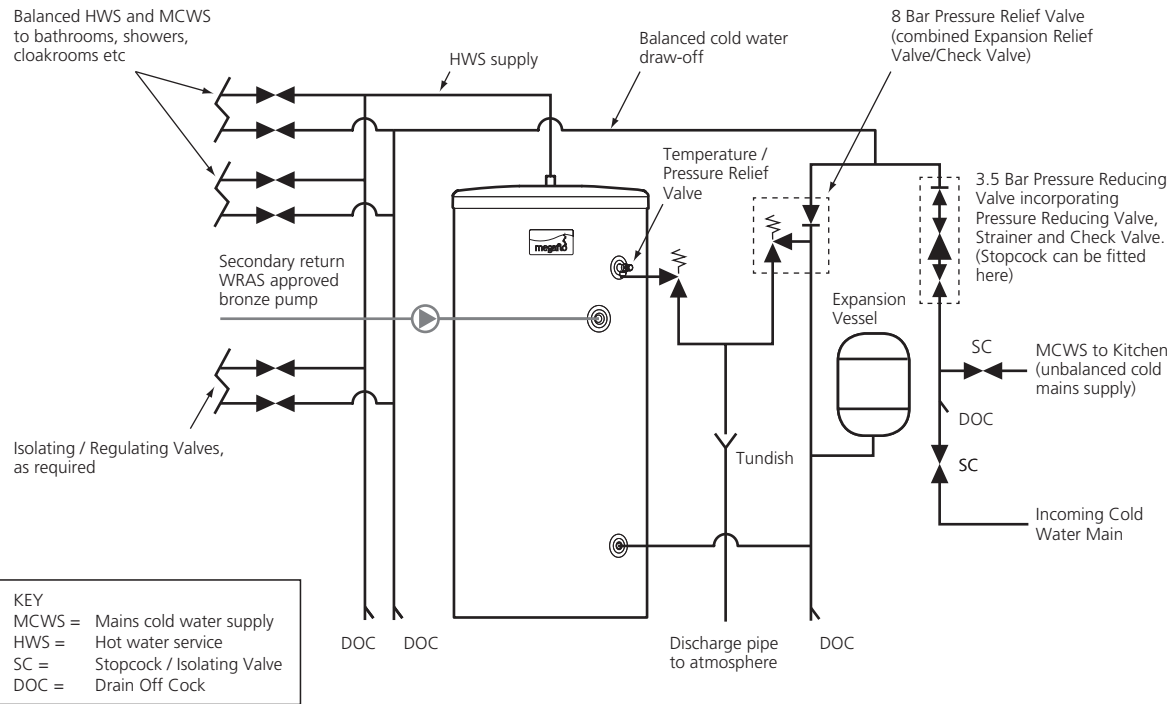 Balanced HWS and MCWS
to bathrooms, showers,
cloakrooms etc
HWS supply
Balanced cold water
draw-off
8 Bar Pressure Relief Valve
(combined Expansion Relief
Valve/Check Valve)
Temperature /
Pressure Relief
Valve
3.5 Bar Pressure Reducing
Valve incorporating
Pressure Reducing Valve,
Strainer and Check Valve.
(Stopcock can be fitted
here)
megaflo
Secondary return
WRAS approved
bronze pump
Expansion
Vessel
SC
MCWS to Kitchen
(unbalanced cold
mains supply)
DOC
SC
Isolating / Regulating Valves,
as required
Tundish
Incoming Cold
Water Main
KEY
MCWS = Mains cold water supply
HWS = Hot water service
SC = Stopcock / Isolating Valve
DOC = Drain Off Cock
DOC
DOC
Discharge pipe
to atmosphere
DOC